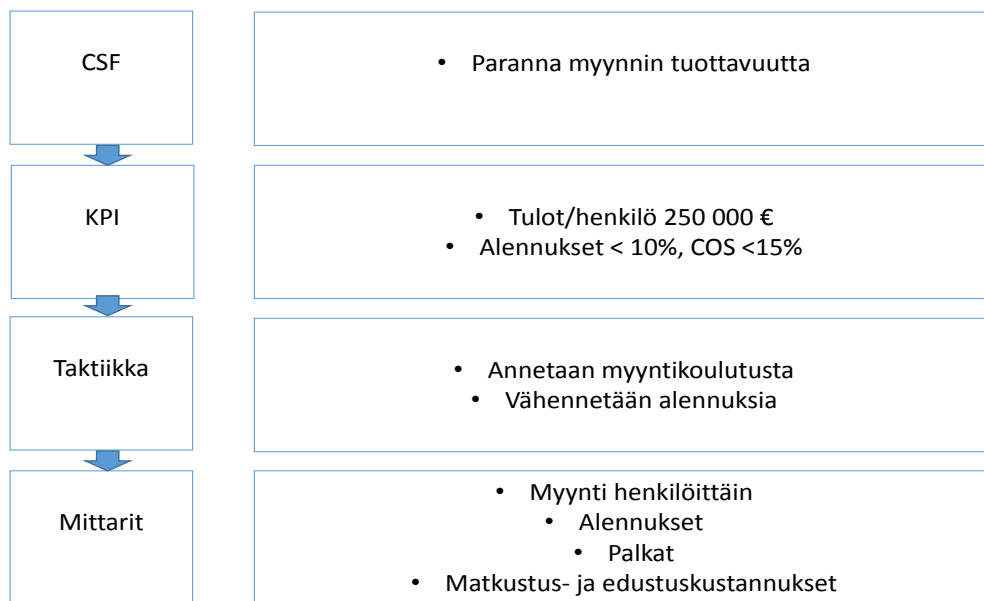 CSF
• Paranna myynnin tuottavuutta
KPI
• Tulot/henkilö 250 000 €
• Alennukset < 10%, COS <15%
Taktiikka
• Annetaan myyntikoulutusta
• Vähennetään alennuksia
Mittarit
• Myynti henkilöittäin
• Alennukset
• Palkat
• Matkustus- ja edustuskustannukset